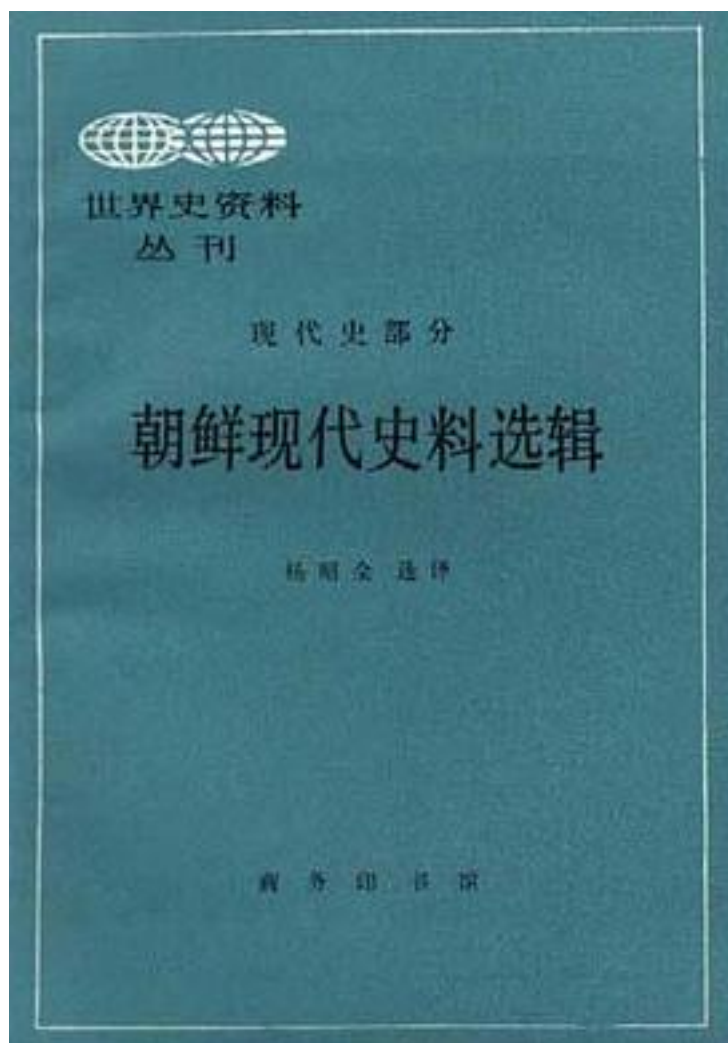 世界史资料
丛刊
现代史部分
朝鲜现代史料选辑
杨昭全 选译
商务印书馆